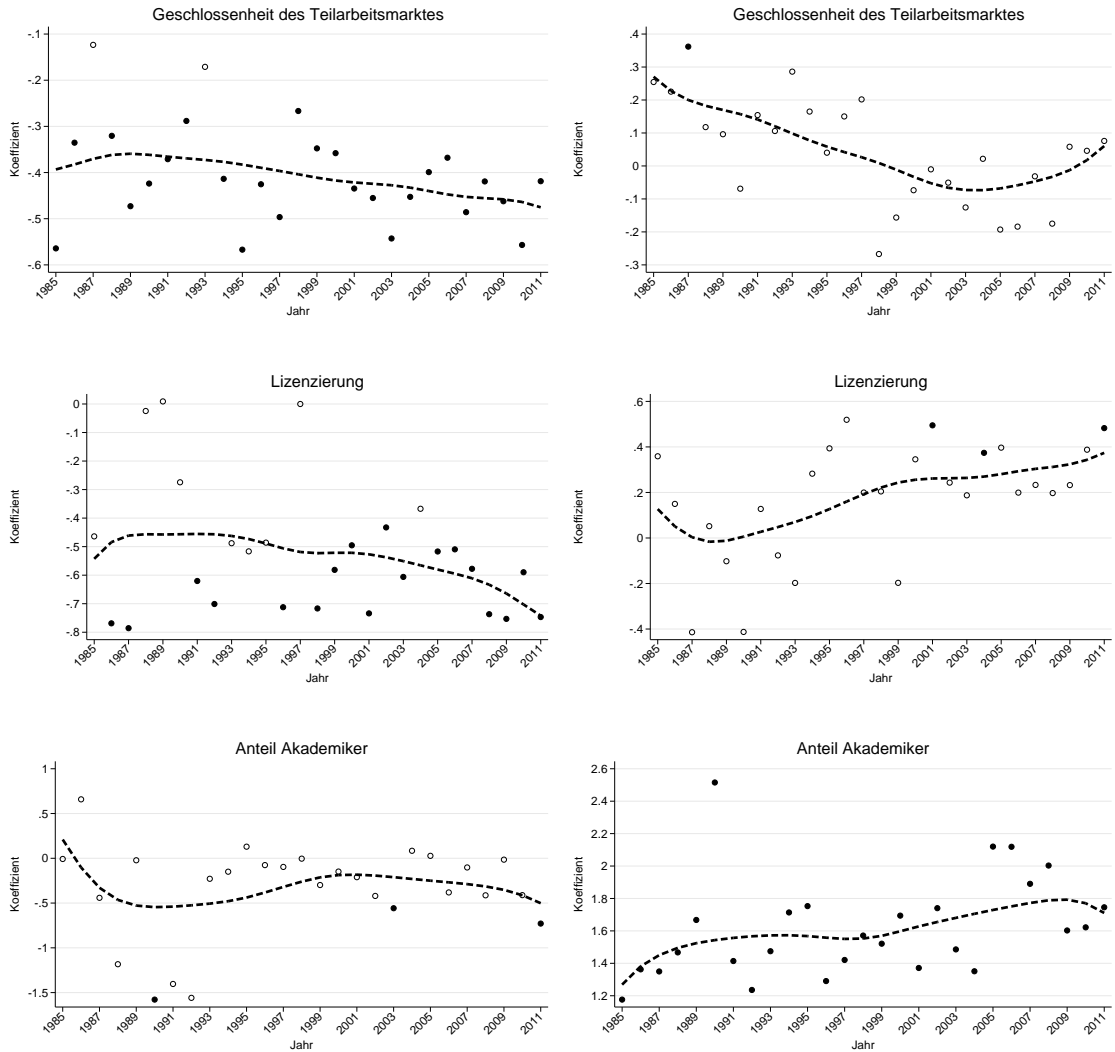 Geschlossenheit des Teilarbeitsmarktes
Koeffizient
-.1
-.2
-.3
-.4
-.5
-.6
1985 1987 1989 1991 1993 1995 1997 1999 2001 2003 2005 2007 2009 2011
Jahr
Geschlossenheit des Teilarbeitsmarktes
Koeffizient
.4
.3
.2
.1
0
-.1
-.2
-.3
1985 1987 1989 1991 1993 1995 1997 1999 2001 2003 2005 2007 2009 2011
Jahr
Lizenzierung
Koeffizient
0
-.1
-.2
-.3
-.4
-.5
-.6
-.7
-.8
1985 1987 1989 1991 1993 1995 1997 1999 2001 2003 2005 2007 2009 2011
Jahr
Lizenzierung
Koeffizient
.6
.4
.2
0
-.2
-.4
1985 1987 1989 1991 1993 1995 1997 1999 2001 2003 2005 2007 2009 2011
Jahr
Anteil Akademiker
Koeffizient
1
.5
0
-.5
-1
-1.5
1985 1987 1989 1991 1993 1995 1997 1999 2001 2003 2005 2007 2009 2011
Jahr
Anteil Akademiker
Koeffizient
2.6
2.4
2.2
2
1.8
1.6
1.4
1.2
1985 1987 1989 1991 1993 1995 1997 1999 2001 2003 2005 2007 2009 2011
Jahr